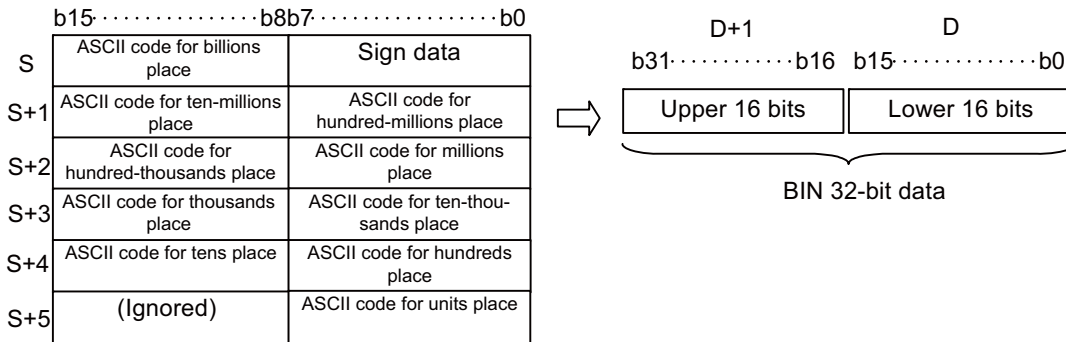 b15· · · · · · · · · · · · · · · b8b7· · · · · · · · · · · · · · · · · · b0
S
ASCII code for billions
place
Sign data
S+1
ASCII code for ten-millions
place
ASCII code for
hundred-millions place
S+2
ASCII code for
hundred-thousands place
ASCII code for millions
place
S+3
ASCII code for thousands
place
ASCII code for ten-thou-
sands place
S+4
ASCII code for tens place
ASCII code for hundreds
place
S+5
(Ignored)
ASCII code for units place
D+1
D
b31· · · · · · · · · · · · b16 b15· · · · · · · · · · · · · b0
Upper 16 bits
Lower 16 bits
BIN 32-bit data